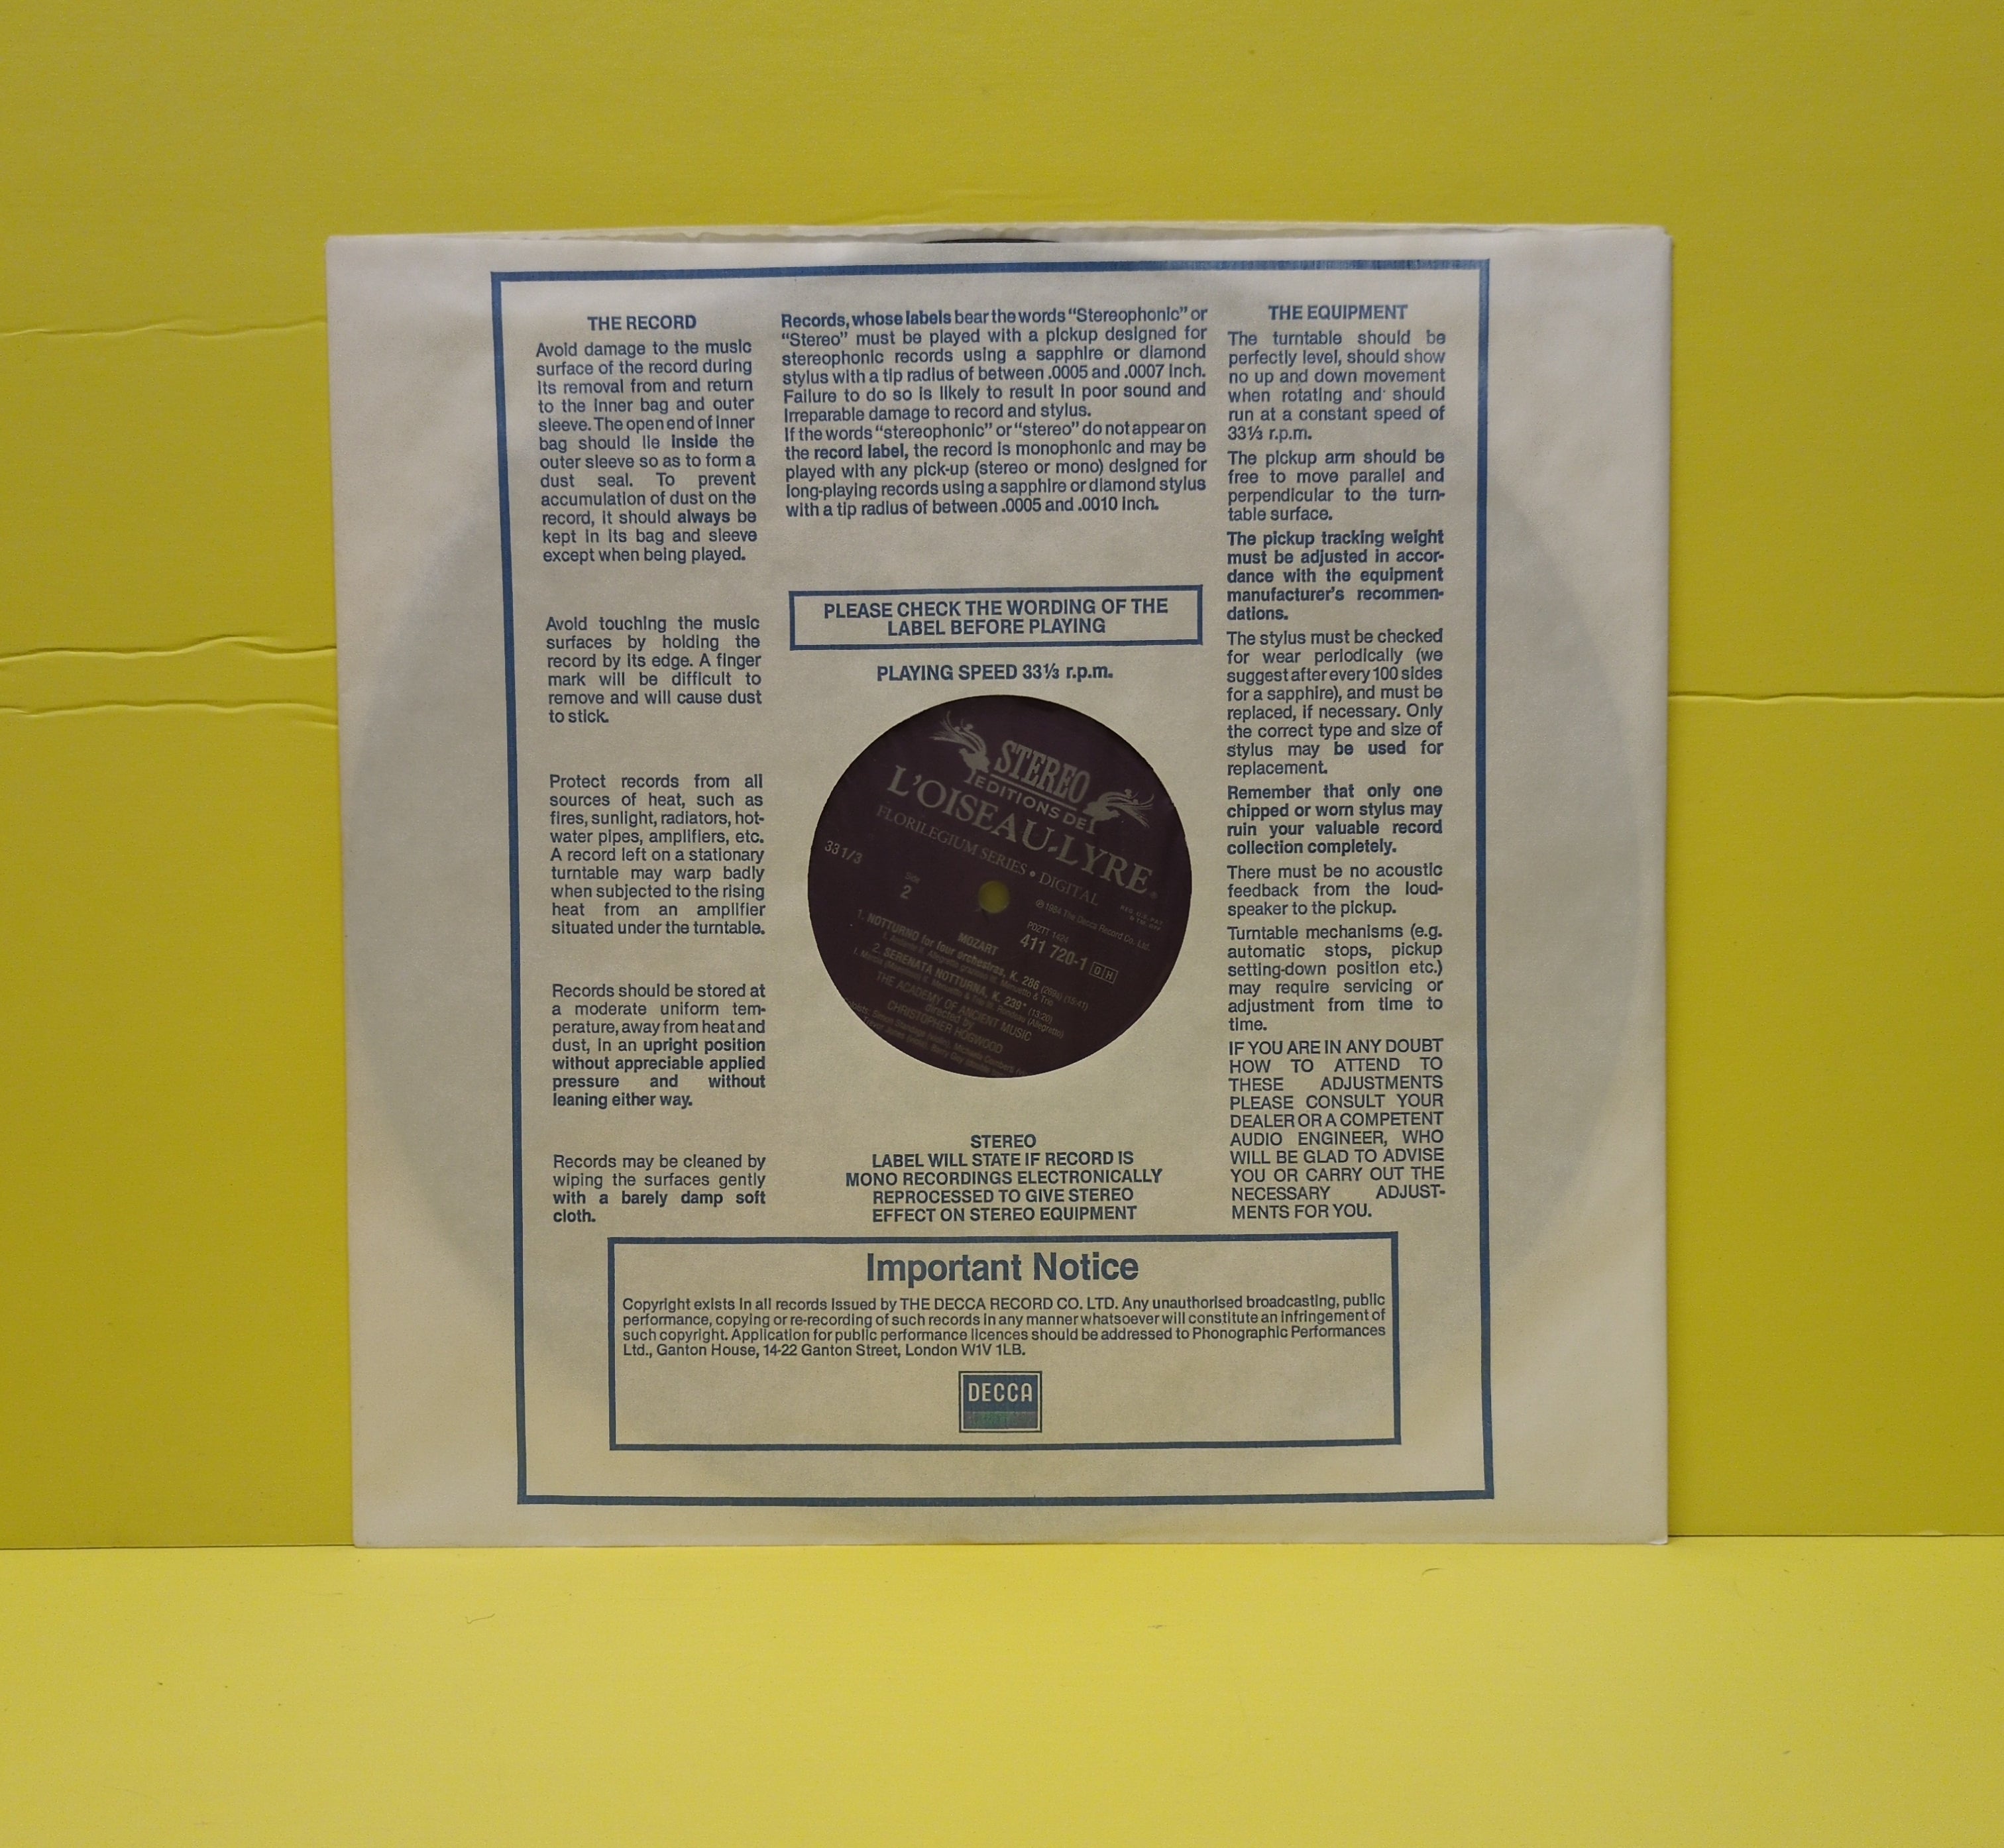 THE RECORD
Avoid damage to the music
surface of the record during
its removal from and return
to the inner bag and outer
sleeve. The open end of inner
bag should lie inside the
outer sleeve so as to form a
dust seal. To prevent
accumulation of dust on the
record, it should always be
kept in its bag and sleeve
except when being played.
Avoid touching the music
surfaces by holding the
record by its edge. A finger
mark will be difficult to
remove and will cause dust
to stick.
Protect records from all
sources of heat, such as
fires, sunlight, radiators, hot-
water pipes, amplifiers, etc.
A record left on a stationary
turntable may warp badly
when subjected to the rising
heat from an amplifier
situated under the turntable.
Records should be stored at
a moderate uniform tem-
perature, away from heat and
dust, in an upright position
without appreciable applied
pressure and without
leaning either way.
Records may be cleaned by
wiping the surfaces gently
with a barely damp soft
cloth.
Records, whose labels bear the words “Stereophonic” or
“Stereo” must be played with a pickup designed for
stereophonic records using a sapphire or diamond
stylus with a tip radius of between .0005 and .0007 inch.
Failure to do so is likely to result in poor sound and
irreparable damage to record and stylus.
If the words “stereophonic” or “stereo” do not appear on
the record label, the record is monophonic and may be
played with any pick-up (stereo or mono) designed for
long-playing records using a sapphire or diamond stylus
with a tip radius of between .0005 and .0010 inch.
PLEASE CHECK THE WORDING OF THE
LABEL BEFORE PLAYING
PLAYING SPEED 33⅓ r.p.m.
STEREO
EDITIONS DE
L'OISEAU-LYRE
FLORILEGIUM SERIES • DIGITAL
33 1/3
Side
2
℗ 1984 The Decca Record Co. Ltd.
411 720-1 DH
MOZART
1. NOTTURNO for four orchestras, K. 286 (269a) (15:41)
2. SERENATA NOTTURNA, K. 239* (13:20)
THE ACADEMY OF ANCIENT MUSIC
directed by
CHRISTOPHER HOGWOOD
STEREO
LABEL WILL STATE IF RECORD IS
MONO RECORDINGS ELECTRONICALLY
REPROCESSED TO GIVE STEREO
EFFECT ON STEREO EQUIPMENT
THE EQUIPMENT
The turntable should be
perfectly level, should show
no up and down movement
when rotating and should
run at a constant speed of
33⅓ r.p.m.
The pickup arm should be
free to move parallel and
perpendicular to the turn-
table surface.
The pickup tracking weight
must be adjusted in accor-
dance with the equipment
manufacturer's recommen-
dations.
The stylus must be checked
for wear periodically (we
suggest after every 100 sides
for a sapphire), and must be
replaced, if necessary. Only
the correct type and size of
stylus may be used for
replacement.
Remember that only one
chipped or worn stylus may
ruin your valuable record
collection completely.
There must be no acoustic
feedback from the loud-
speaker to the pickup.
Turntable mechanisms (e.g.
automatic stops, pickup
setting-down position etc.)
may require servicing or
adjustment from time to
time.
IF YOU ARE IN ANY DOUBT
HOW TO ATTEND TO
THESE ADJUSTMENTS
PLEASE CONSULT YOUR
DEALER OR A COMPETENT
AUDIO ENGINEER, WHO
WILL BE GLAD TO ADVISE
YOU OR CARRY OUT THE
NECESSARY ADJUST-
MENTS FOR YOU.
Important Notice
Copyright exists in all records issued by THE DECCA RECORD CO. LTD. Any unauthorised broadcasting, public
performance, copying or re-recording of such records in any manner whatsoever will constitute an infringement of
such copyright. Application for public performance licences should be addressed to Phonographic Performances
Ltd., Ganton House, 14-22 Ganton Street, London W1V 1LB.
DECCA